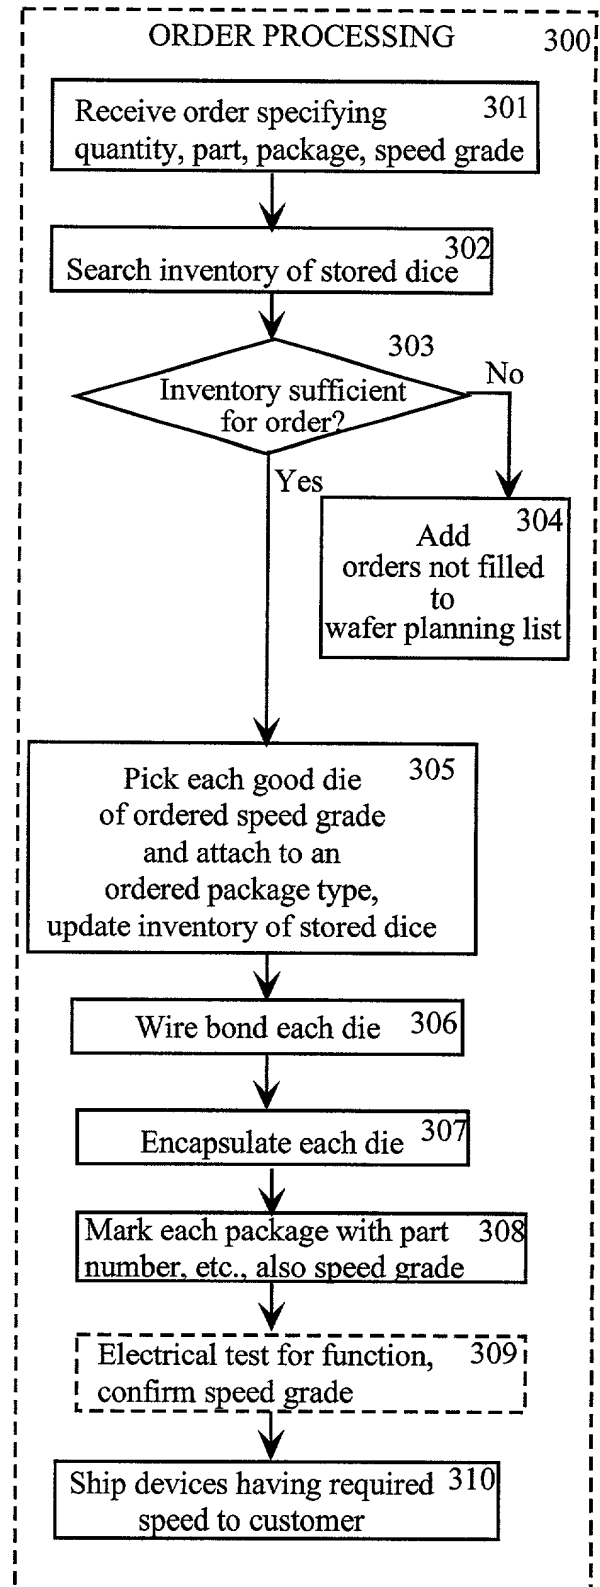 ORDER PROCESSING 300
Receive order specifying 301
quantity, part, package, speed grade
302
Search inventory of stored dice
303
Inventory sufficient
for order?
No
Yes
304
Add
orders not filled
to
wafer planning list
Pick each good die 305
of ordered speed grade
and attach to an
ordered package type,
update inventory of stored dice
Wire bond each die 306
Encapsulate each die 307
Mark each package with part 308
number, etc., also speed grade
Electrical test for function, 309
confirm speed grade
Ship devices having required 310
speed to customer